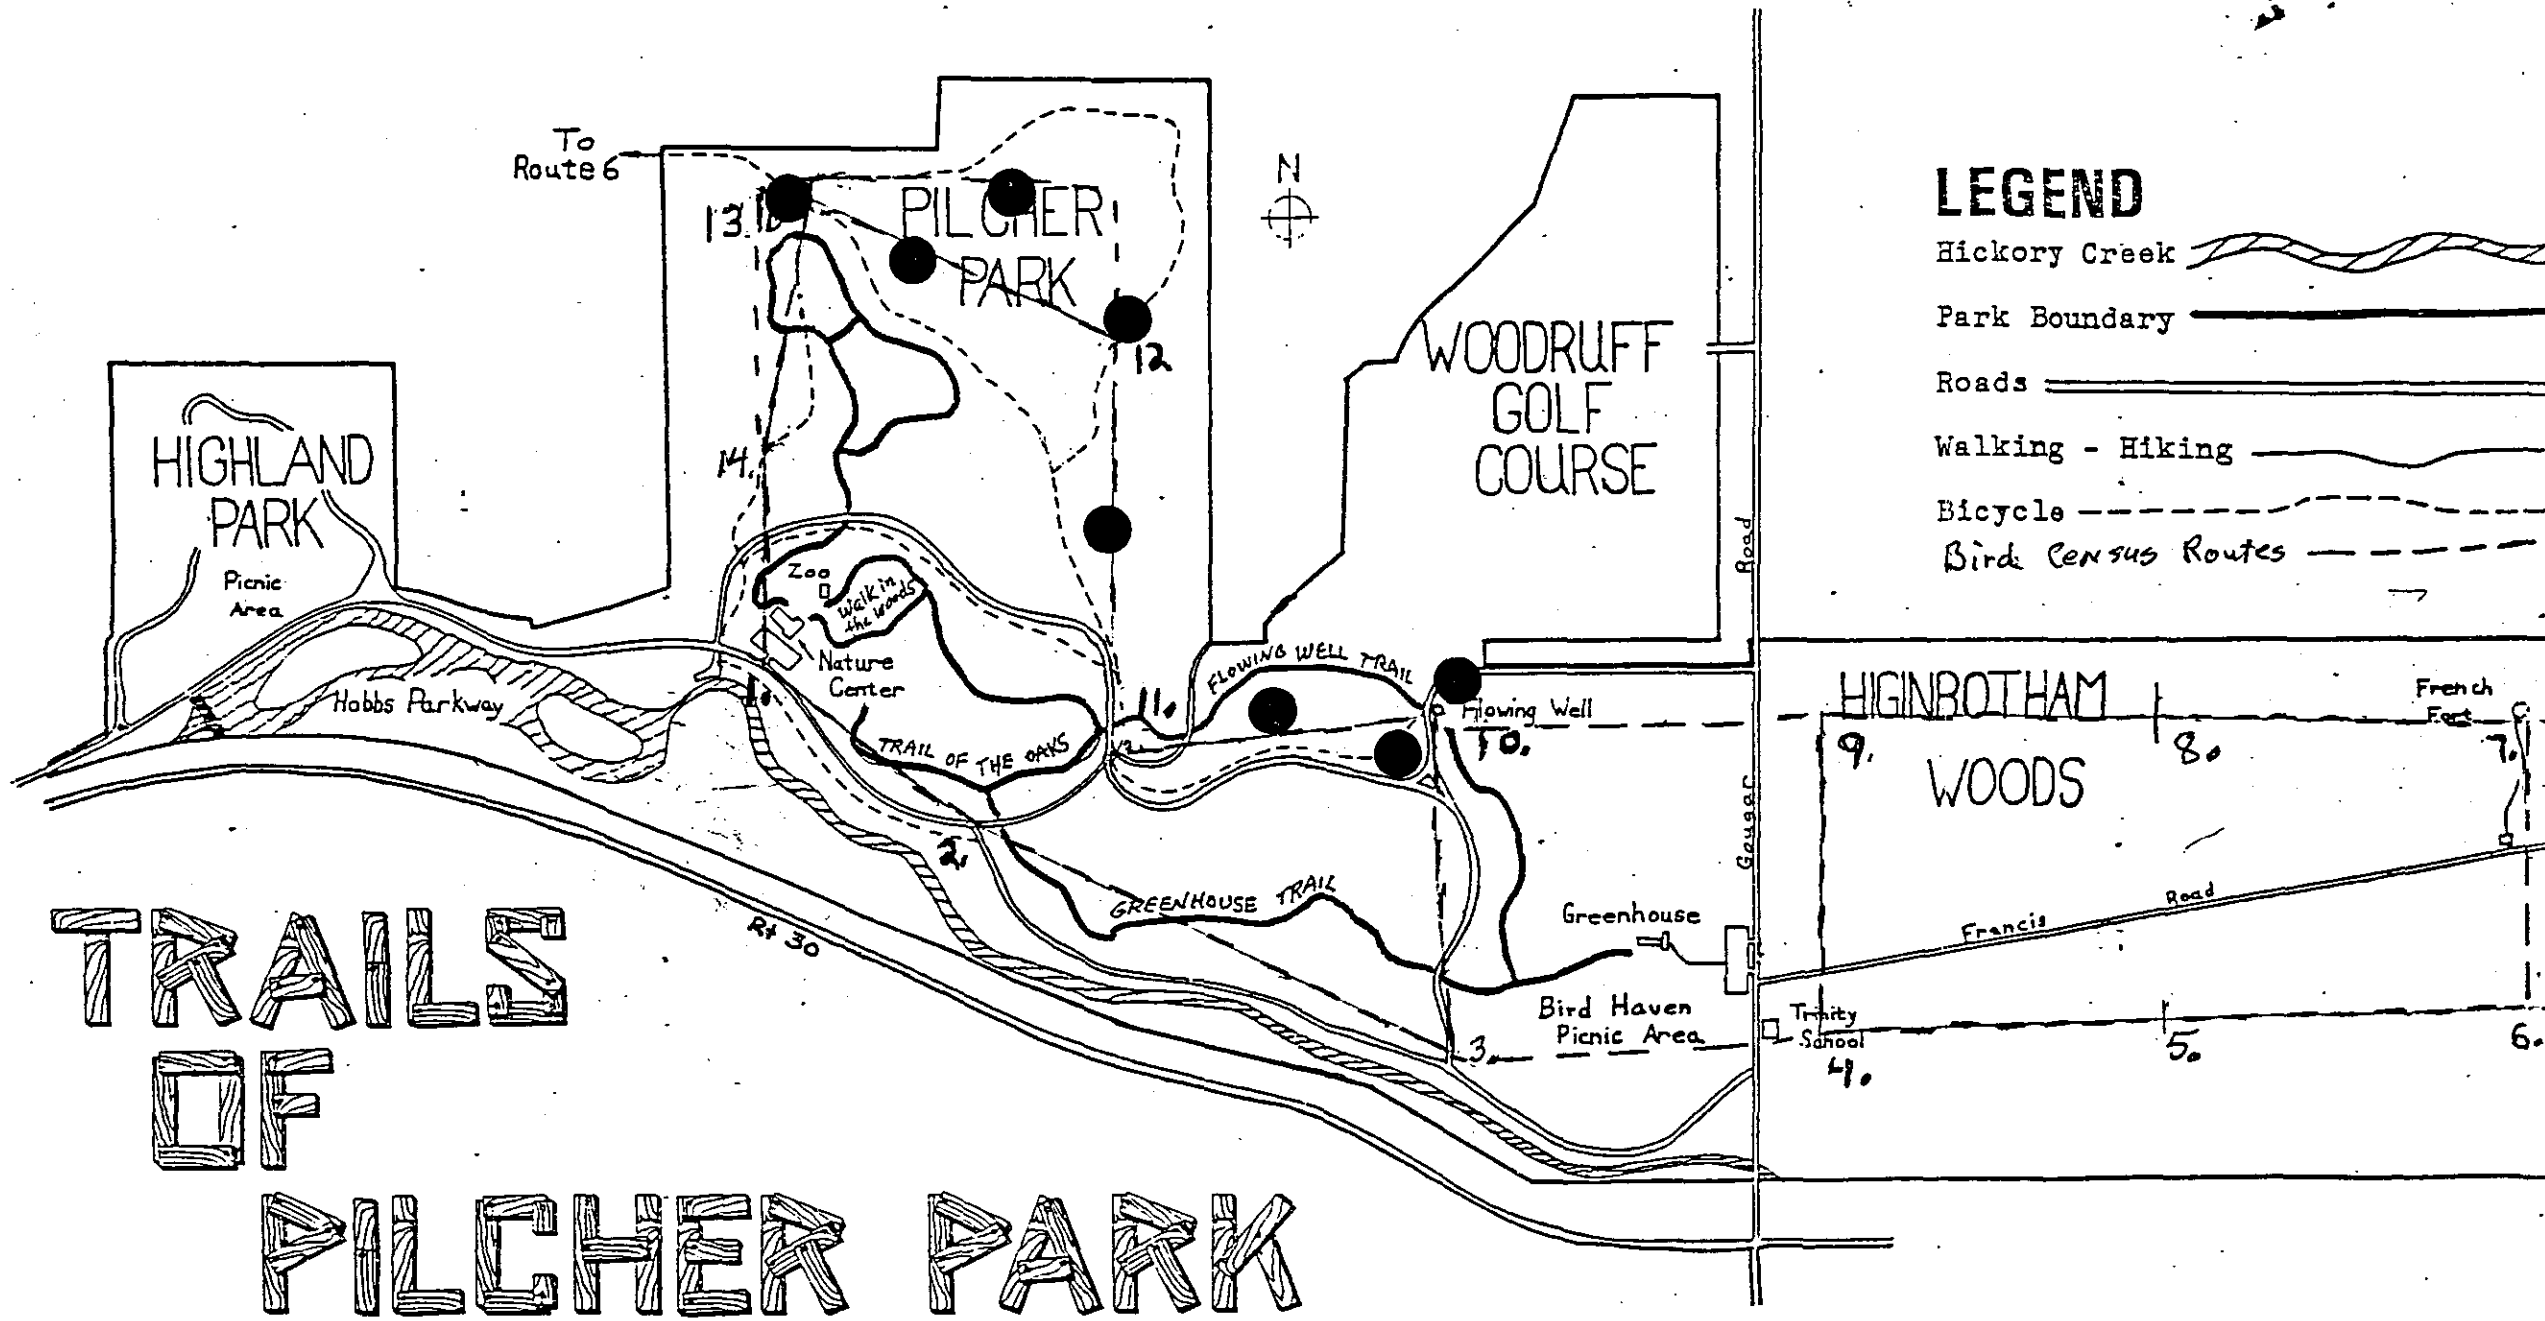 To
Route 6
N
13.
PILCHER
PARK
12
14.
HIGHLAND
PARK
Picnic
Area
WOODRUFF
GOLF
COURSE
Road
LEGEND
Hickory Creek
Park Boundary
Roads
Walking - Hiking
Bicycle
Bird Census Routes
Zoo
Walk in
the woods
Nature
Center
Hobbs Parkway
1.
11.
FLOWING WELL TRAIL
Flowing Well
10.
TRAIL OF THE OAKS
2.
HIGINBOTHAM
WOODS
French
Fort
9.
8.
7.
Gougar
GREENHOUSE TRAIL
Greenhouse
Francis Road
Rt 30
Bird Haven
Picnic Area
3.
Trinity
School
4.
5.
6.
TRAILS
OF
PILCHER PARK